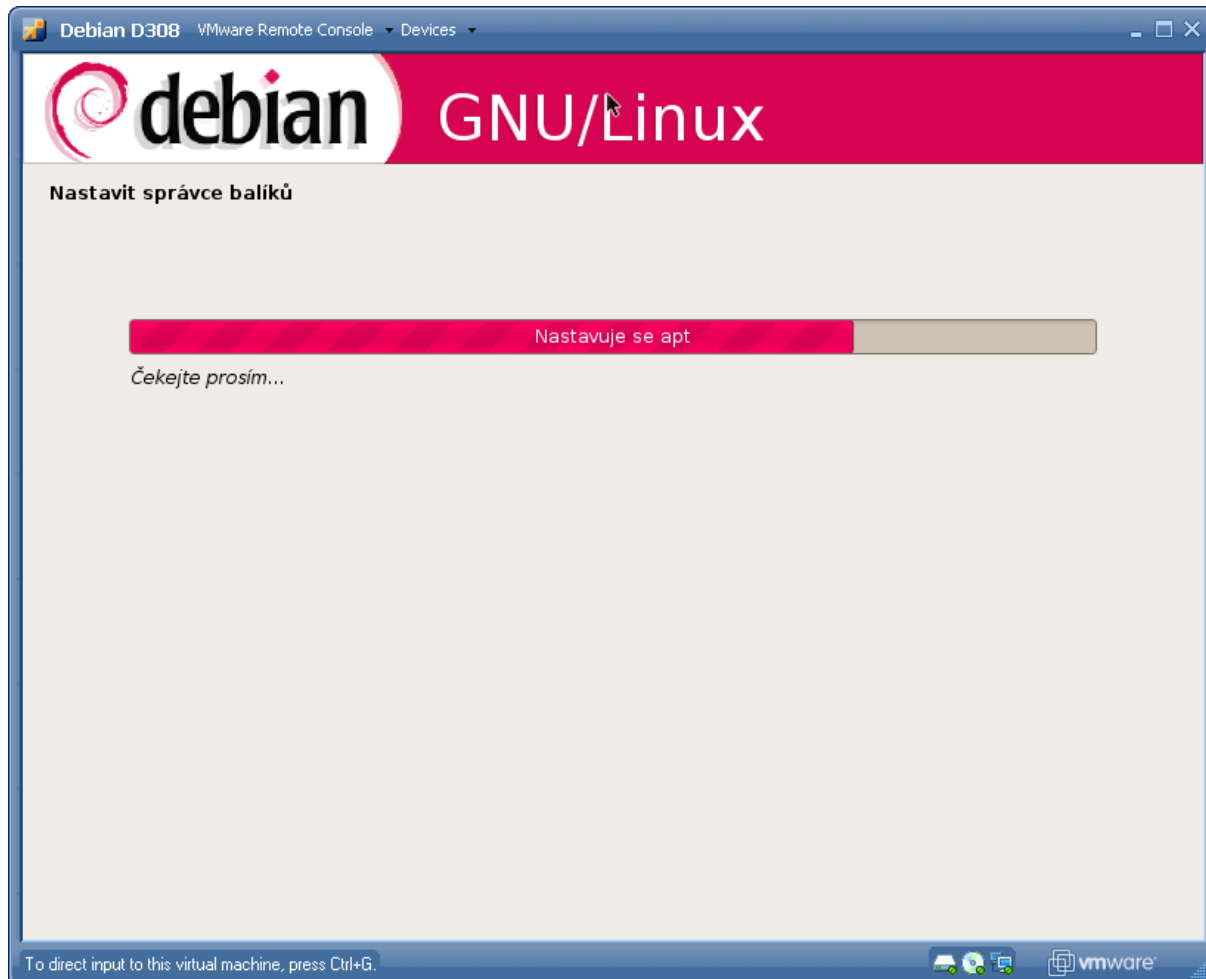 Debian D308 VMware Remote Console Devices
debian GNU/Linux
Nastavit správce balíků
Nastavuje se apt
Čekejte prosím...
To direct input to this virtual machine, press Ctrl+G. vmware